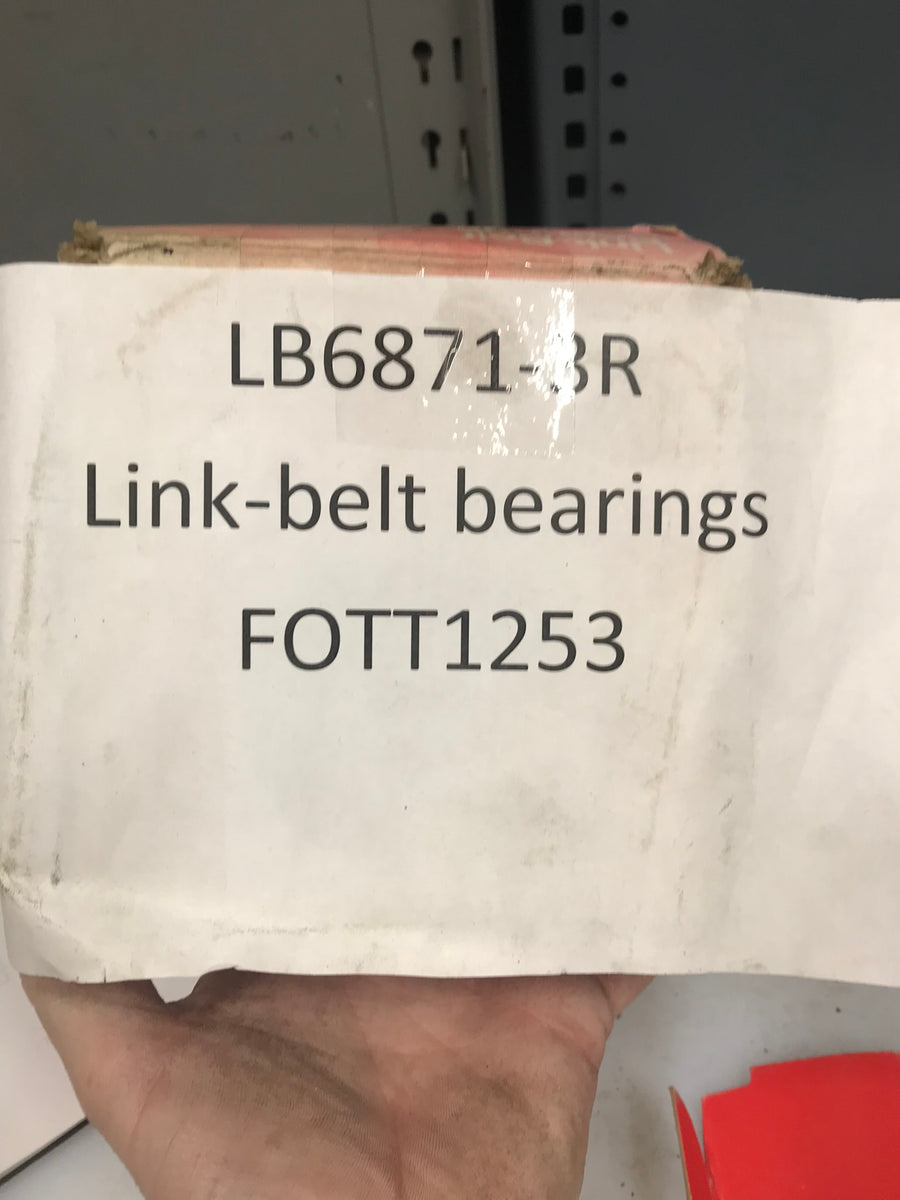 LB6871-3R
Link-belt bearings
FOTT1253